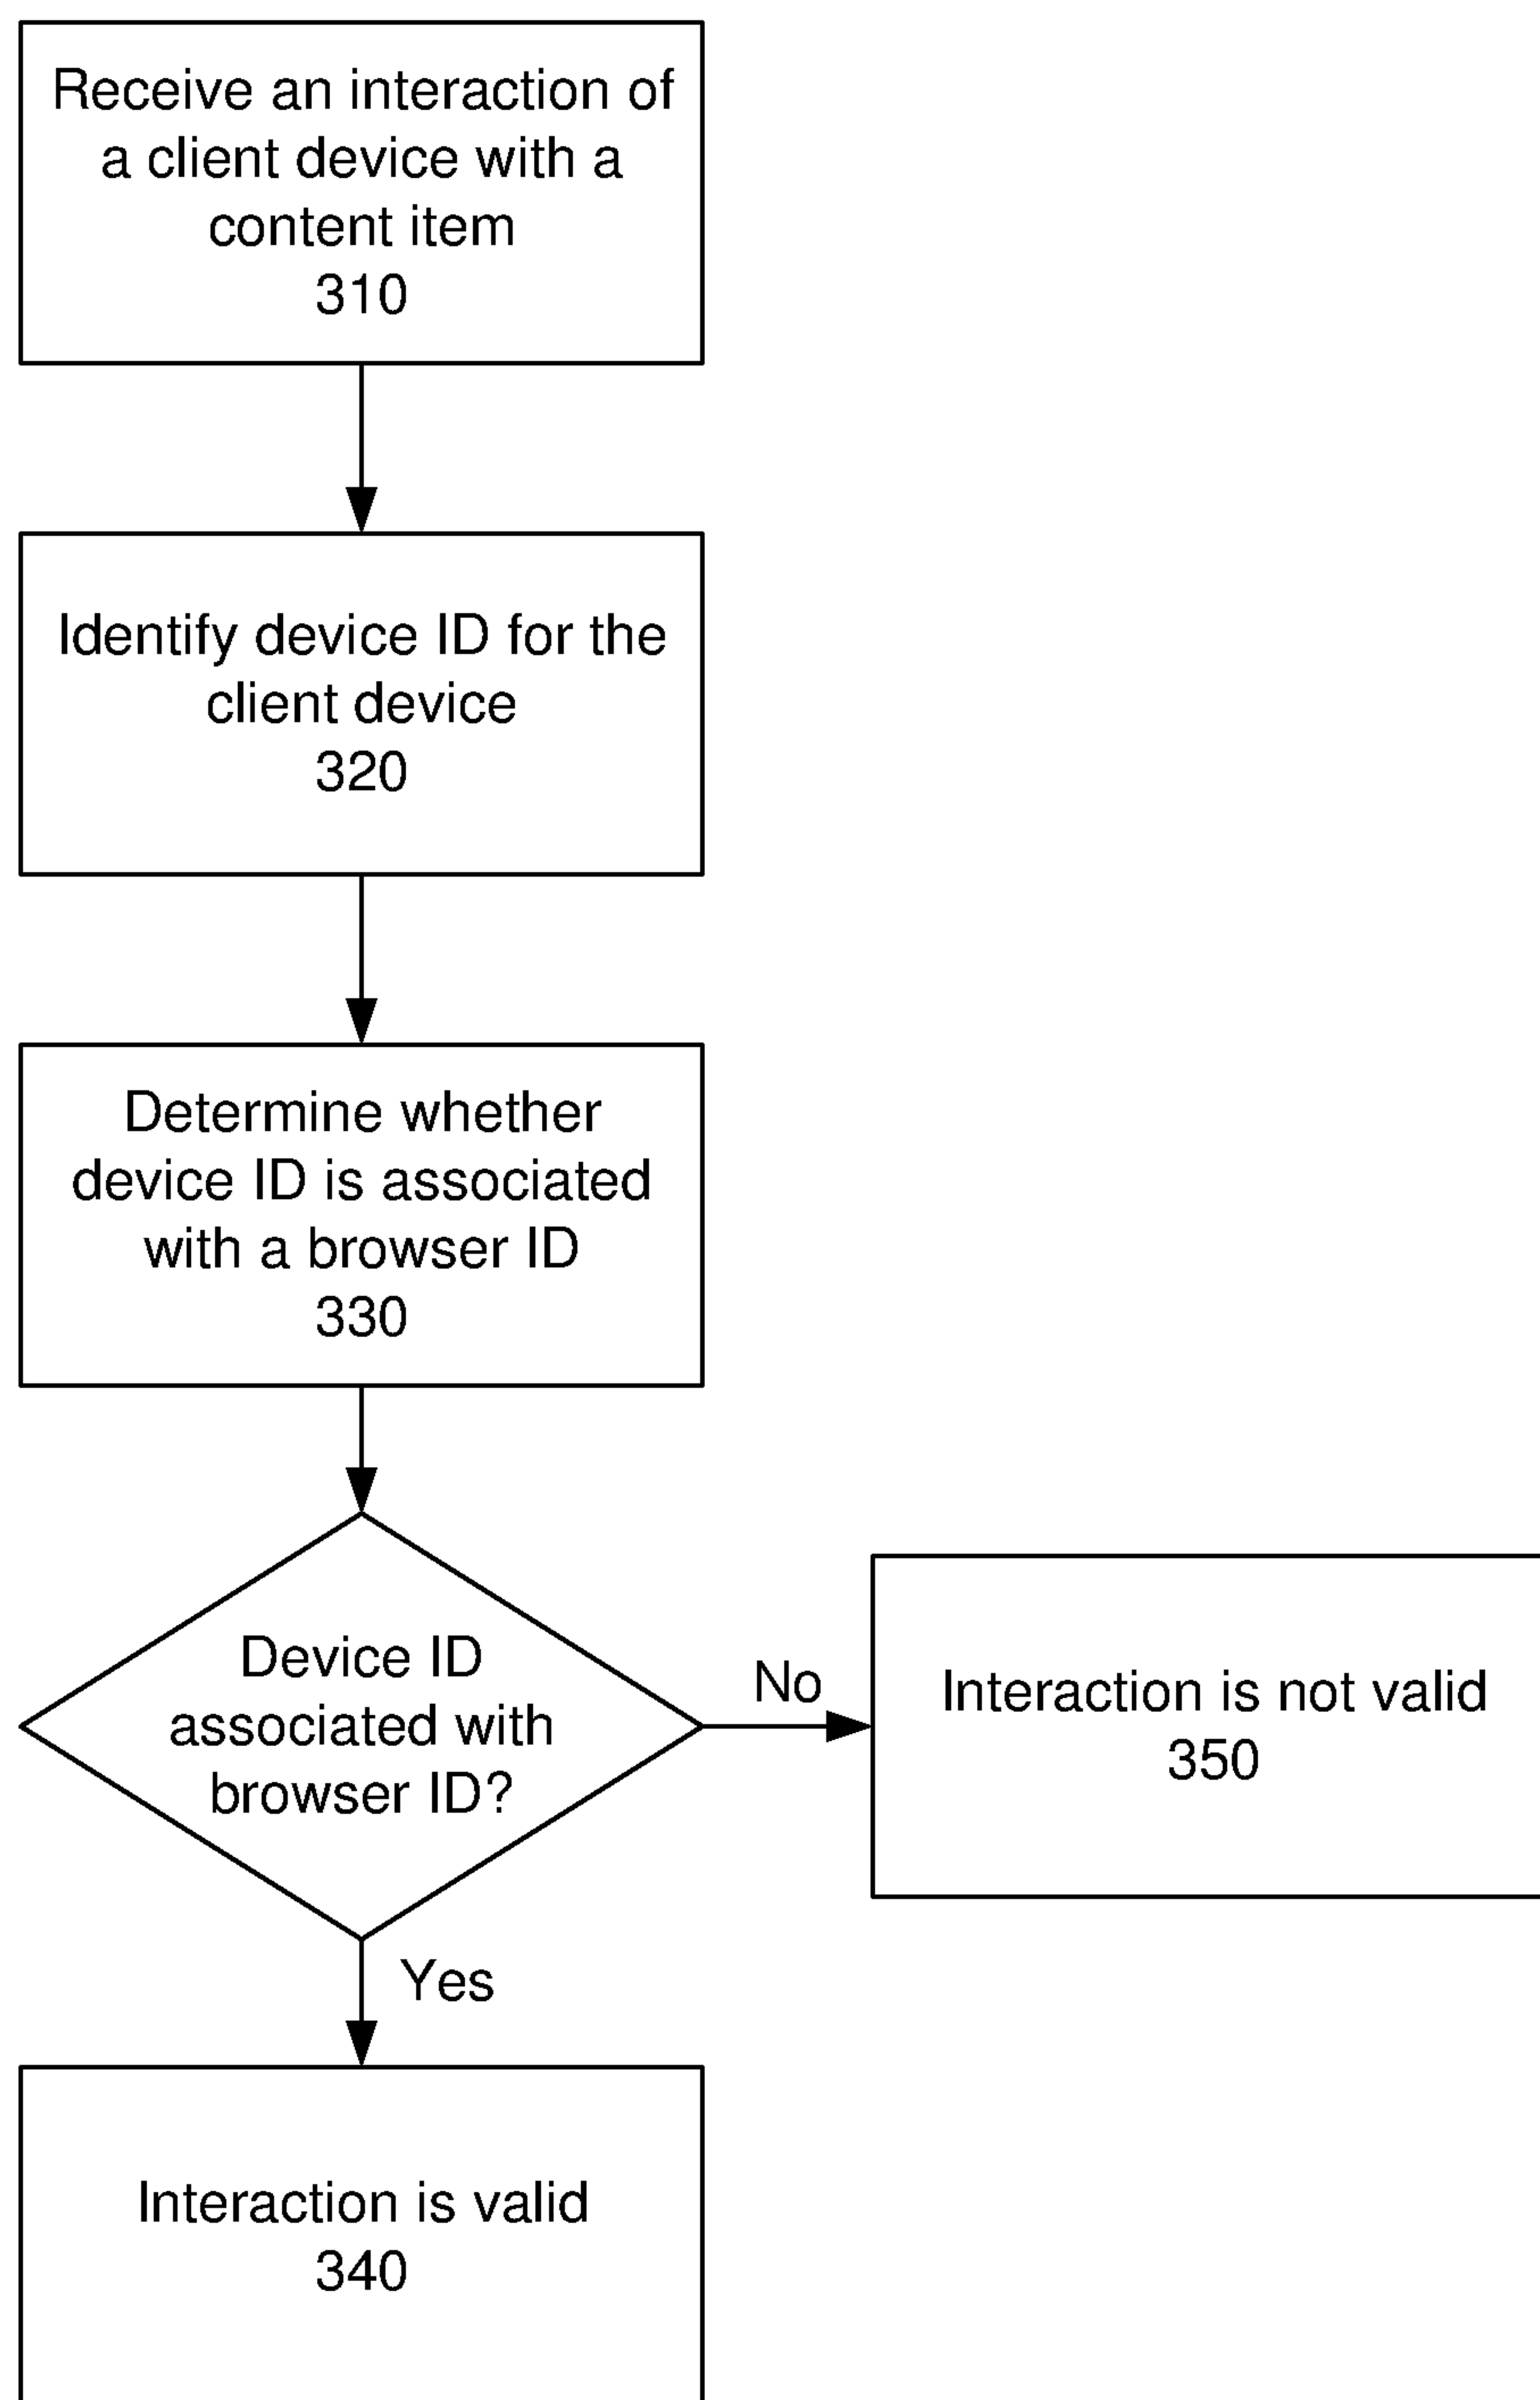 Receive an interaction of
a client device with a
content item
310
Identify device ID for the
client device
320
Determine whether
device ID is associated
with a browser ID
330
Device ID
associated with
browser ID?
No
Interaction is not valid
350
Yes
Interaction is valid
340